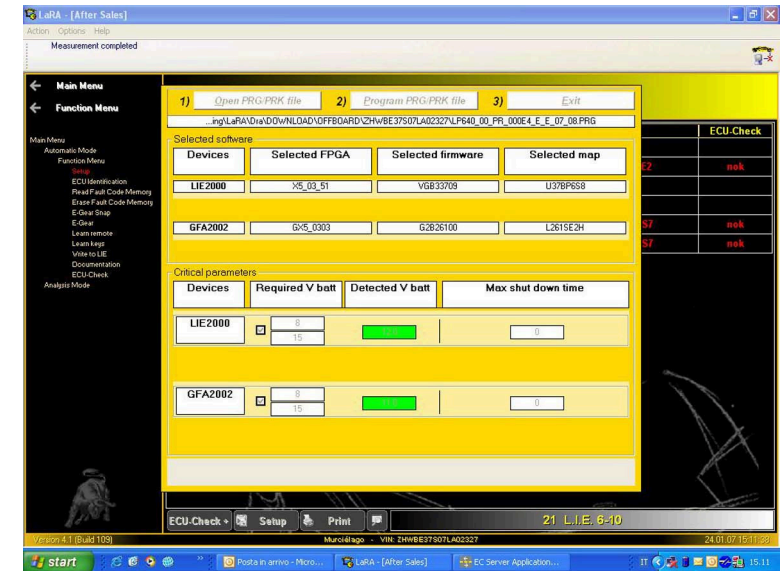 LaRA - [After Sales]
Action Options Help
Measurement completed
Main Menu
Function Menu
Main Menu
Automatic Mode
Function Menu
Setup
ECU Identification
Read Fault Code Memory
Erase Fault Code Memory
E-Gear Snap
E-Gear
Learn remote
Learn keys
Write to LIE
Documentation
ECU-Check
Analysis Mode
1) Open PRG/PRK file 2) Program PRG/PRK file 3) Exit
...ing\LaRA\Dra\DOWNLOAD\OFFBOARD\ZHWBE37S07LA02327\LP640_00_PR_000E4_E_E_07_08.PRG
Selected software
Devices Selected FPGA Selected firmware Selected map
LIE2000 X5_03_51 VGB33709 U37BP6S8
GFA2002 GX5_0303 G2B26100 L261SE2H
Critical parameters
Devices Required V batt Detected V batt Max shut down time
LIE2000
8
15
0
GFA2002
8
15
0
ECU-Check
E2 nok
S7 nok
S7 nok
ECU-Check + Setup Print 21 L.I.E. 6-10
Version 4.1 (Build 109) Murciélago - VIN: ZHWBE37S07LA02327 24.01.07 15:11:38
start Posta in arrivo - Micro... LaRA - [After Sales] EC Server Application... IT 15.11